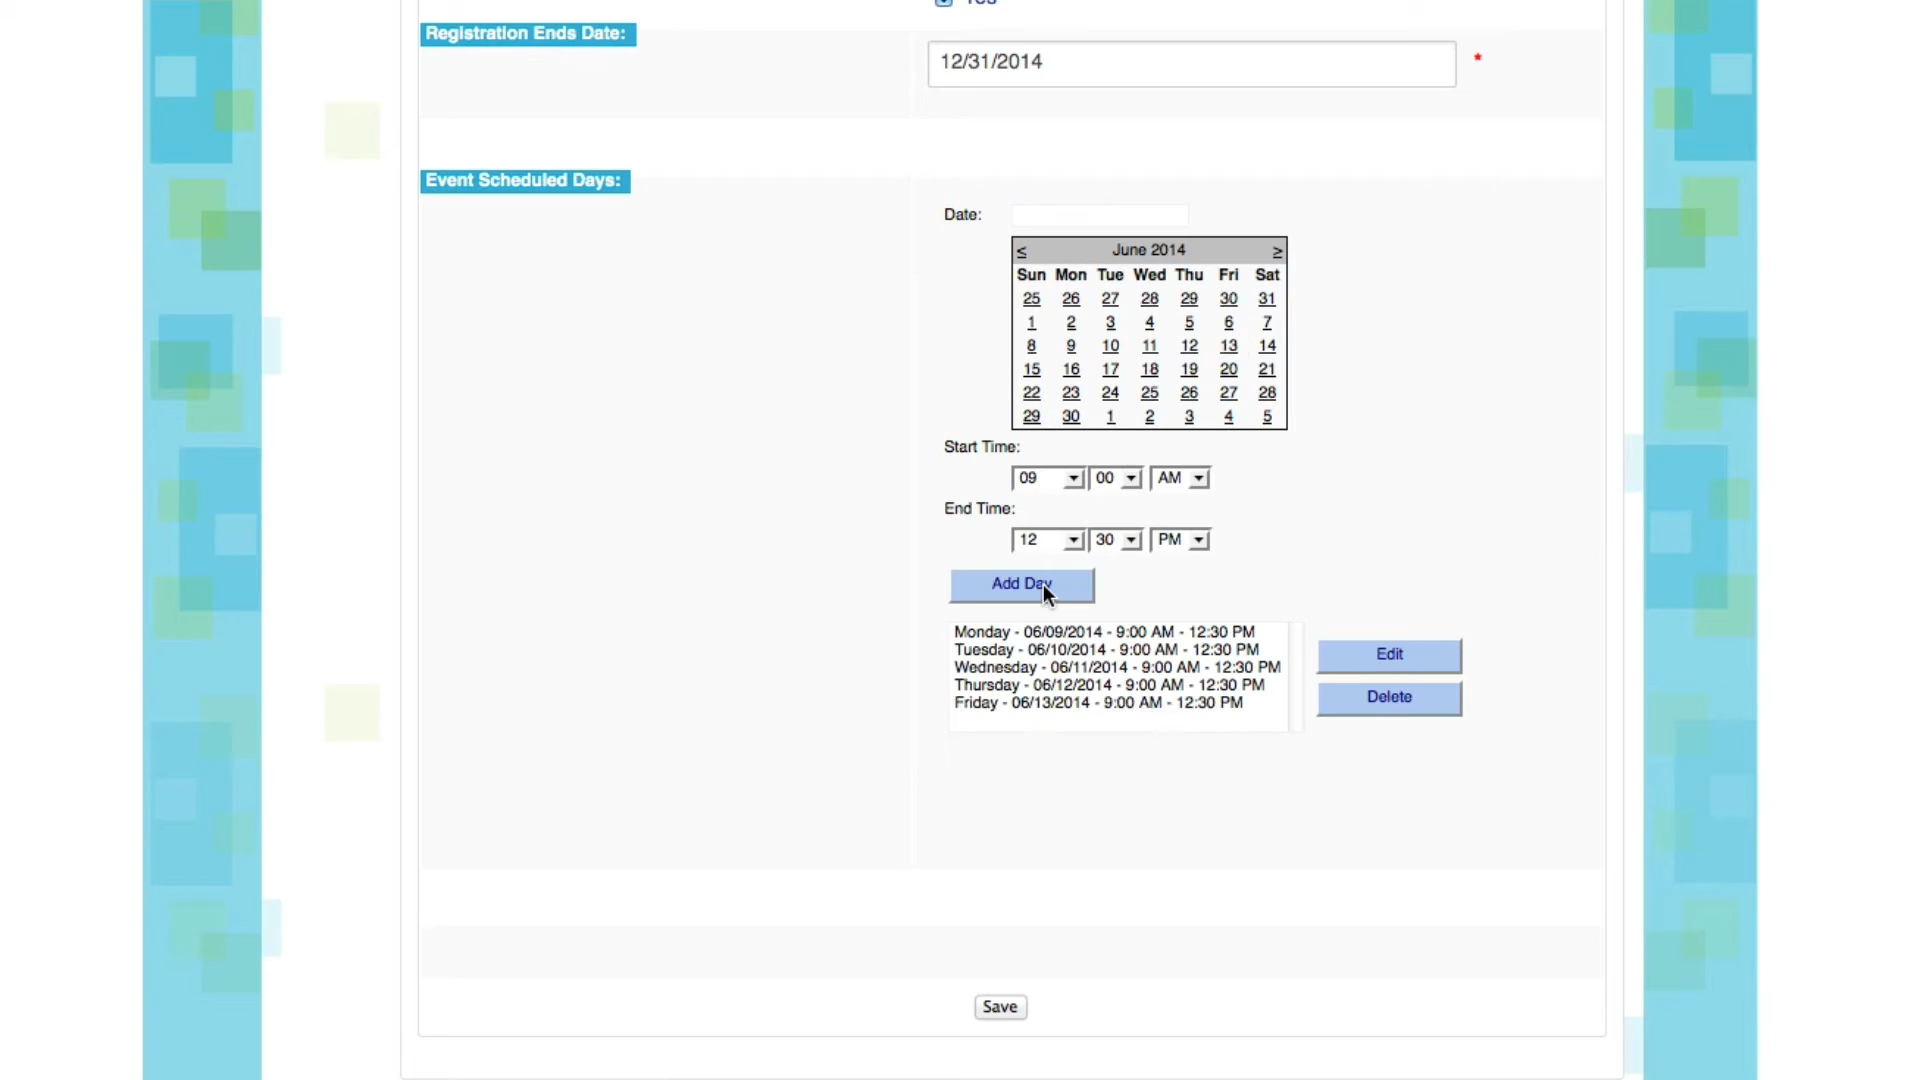 Yes
Registration Ends Date:
12/31/2014 *
Event Scheduled Days:
Date:
≤ June 2014 ≥
Sun Mon Tue Wed Thu Fri Sat
25 26 27 28 29 30 31
1 2 3 4 5 6 7
8 9 10 11 12 13 14
15 16 17 18 19 20 21
22 23 24 25 26 27 28
29 30 1 2 3 4 5
Start Time:
09 00 AM
End Time:
12 30 PM
Add Day
Monday - 06/09/2014 - 9:00 AM - 12:30 PM
Tuesday - 06/10/2014 - 9:00 AM - 12:30 PM
Wednesday - 06/11/2014 - 9:00 AM - 12:30 PM
Thursday - 06/12/2014 - 9:00 AM - 12:30 PM
Friday - 06/13/2014 - 9:00 AM - 12:30 PM
Edit
Delete
Save